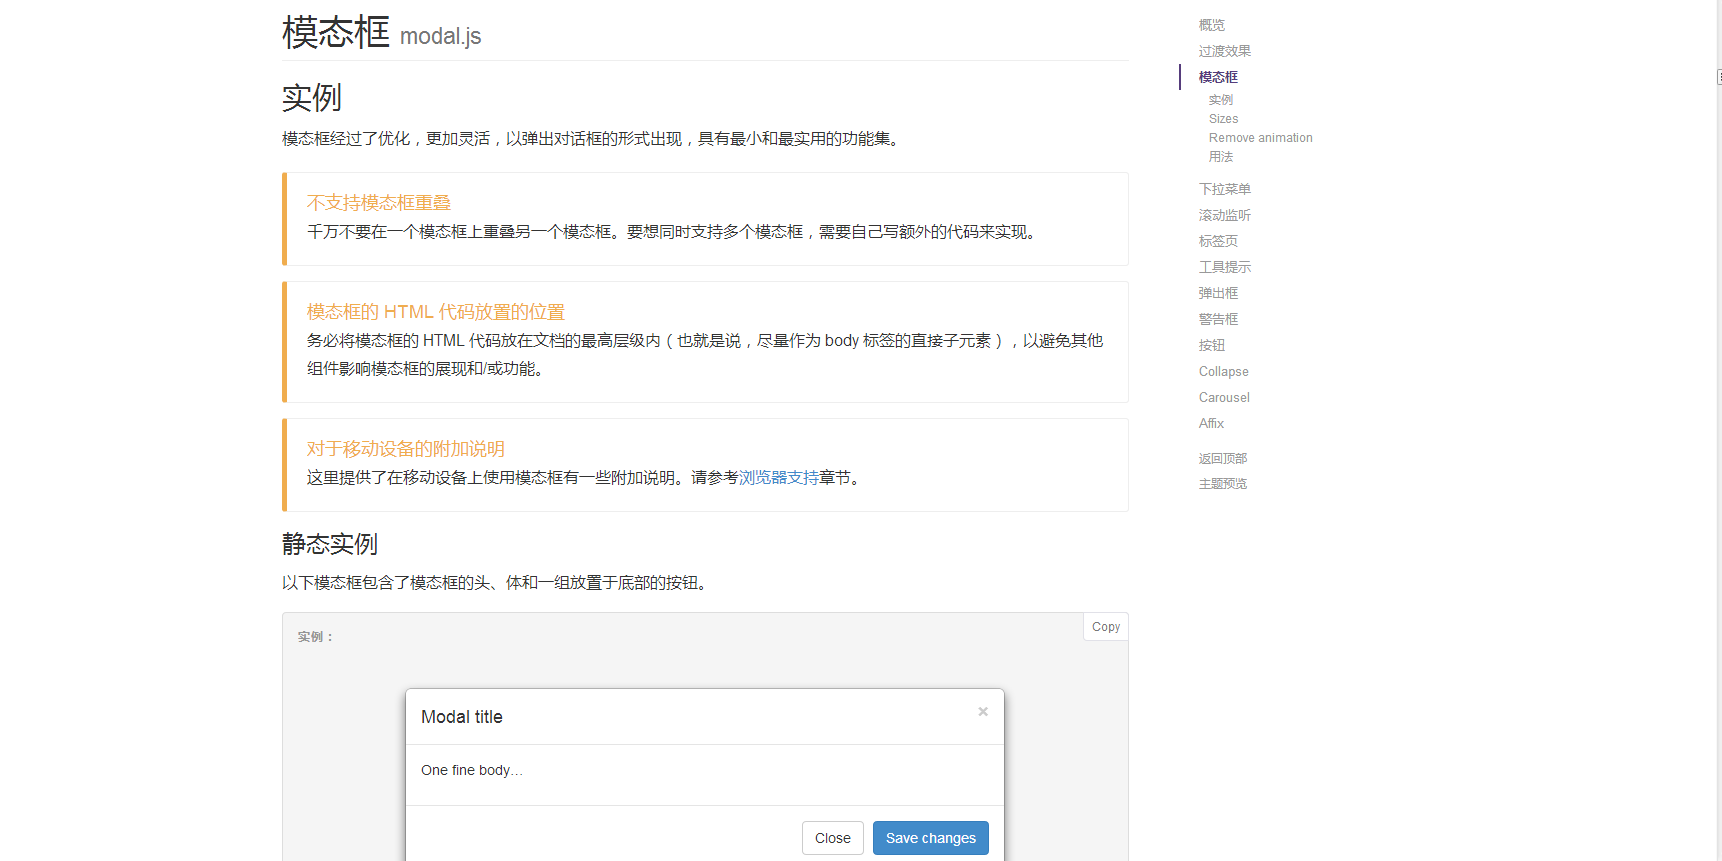 模态框 modal.js
实例
模态框经过了优化，更加灵活，以弹出对话框的形式出现，具有最小和最实用的功能集。
不支持模态框重叠
千万不要在一个模态框上重叠另一个模态框。要想同时支持多个模态框，需要自己写额外的代码来实现。
模态框的 HTML 代码放置的位置
务必将模态框的 HTML 代码放在文档的最高层级内（也就是说，尽量作为 body 标签的直接子元素），以避免其他
组件影响模态框的展现和/或功能。
对于移动设备的附加说明
这里提供了在移动设备上使用模态框有一些附加说明。请参考浏览器支持章节。
静态实例
以下模态框包含了模态框的头、体和一组放置于底部的按钮。
实例：
Copy
Modal title
×
One fine body…
Close
Save changes
概览
过渡效果
模态框
实例
Sizes
Remove animation
用法
下拉菜单
滚动监听
标签页
工具提示
弹出框
警告框
按钮
Collapse
Carousel
Affix
返回顶部
主题预览